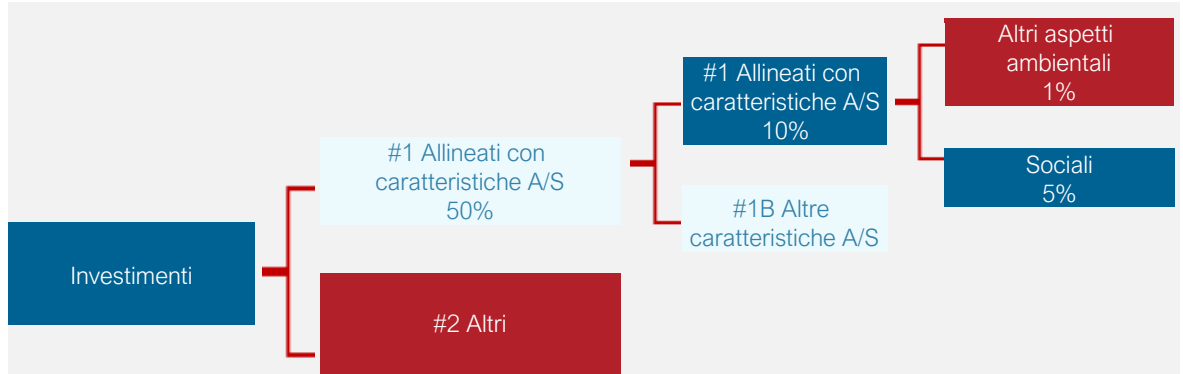 Investimenti
#1 Allineati con
caratteristiche A/S
50%
#2 Altri
#1 Allineati con
caratteristiche A/S
10%
#1B Altre
caratteristiche A/S
Altri aspetti
ambientali
1%
Sociali
5%